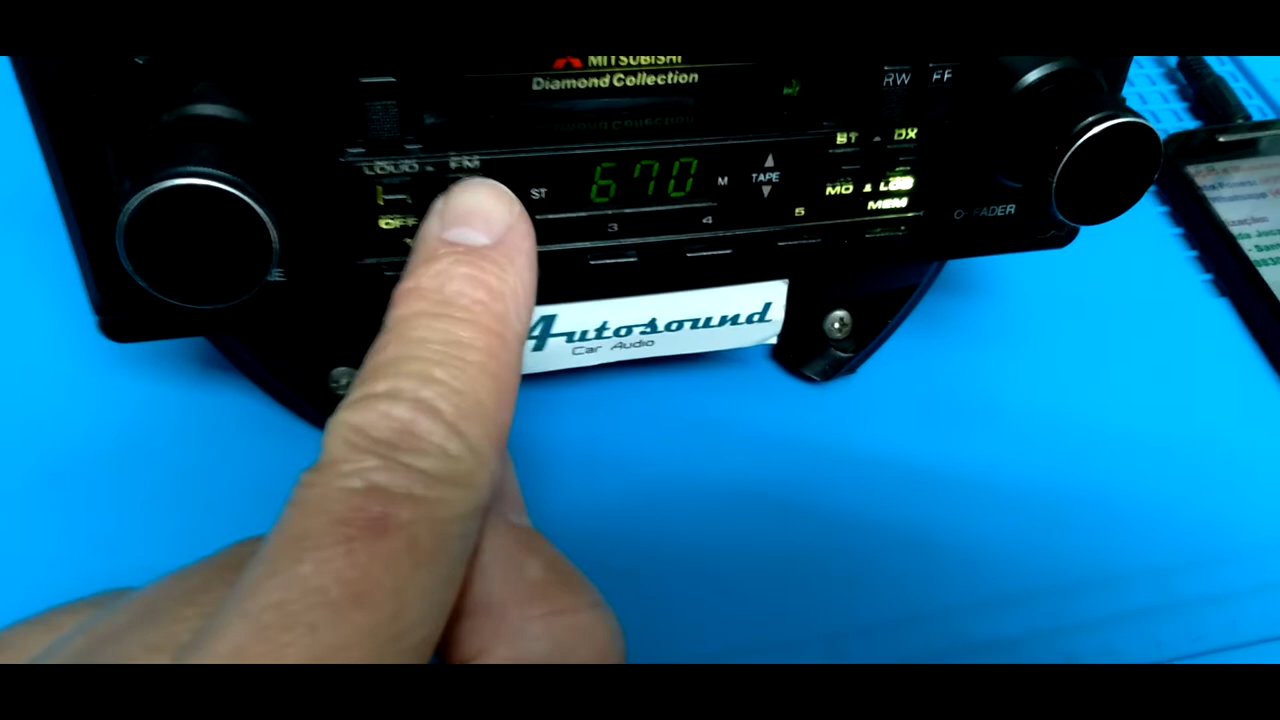 MITSUBISHI
Diamond Collection
RW FF
LOUD FM
ST 670 M TAPE
BT DX
MO LOC
MEM
OFF
3 4 5
FADER
Autosound
Car Audio